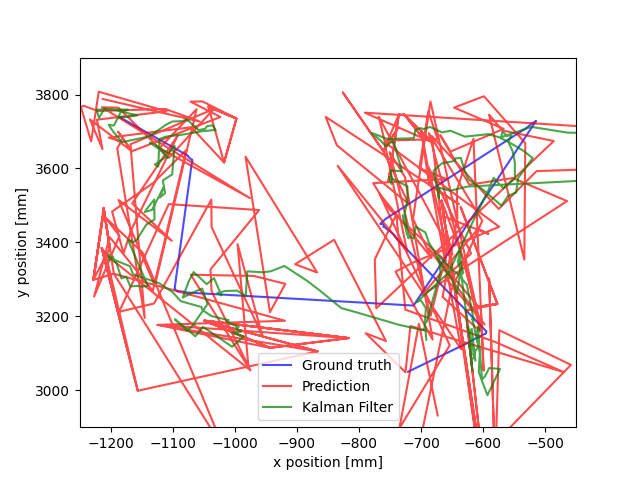 3800
3600
3400
3200
3000
y position [mm]
Ground truth
Prediction
Kalman Filter
−1200 −1100 −1000 −900 −800 −700 −600 −500
x position [mm]